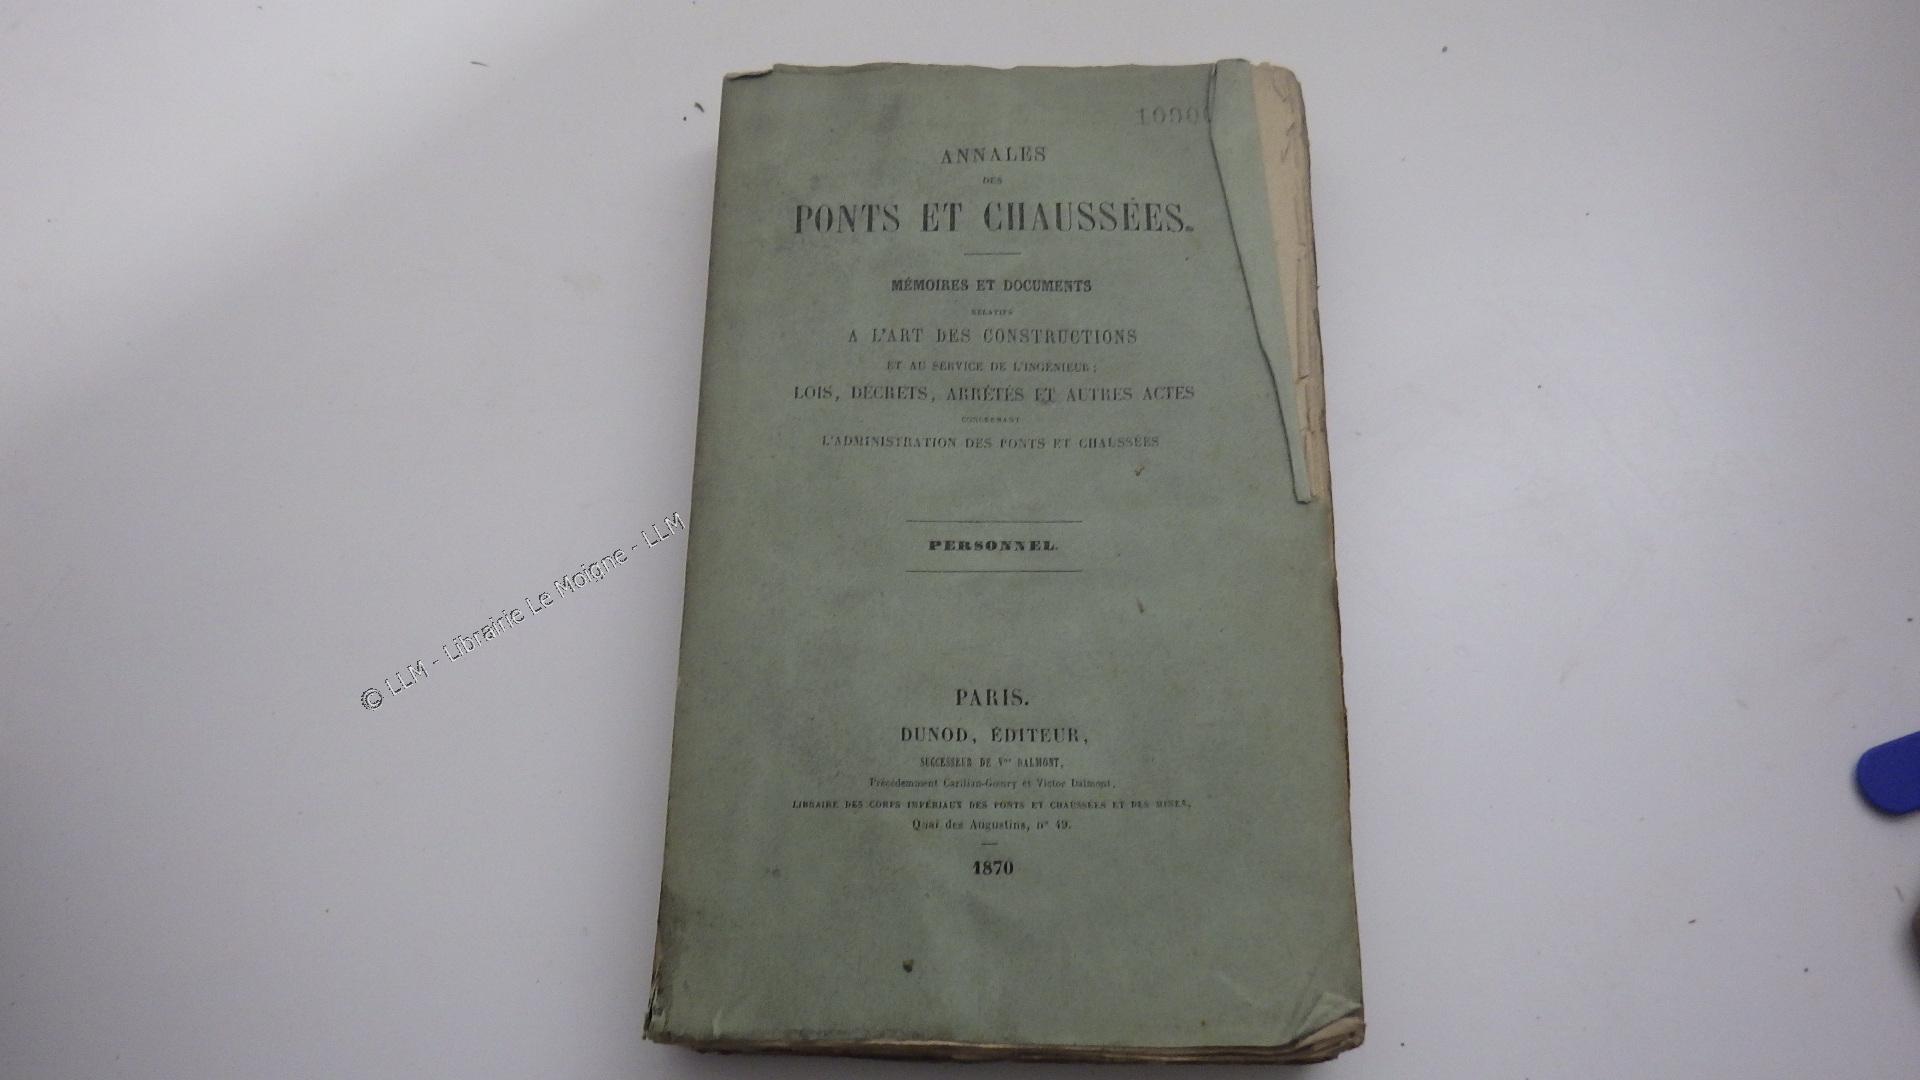 ANNALES
DES
PONTS ET CHAUSSÉES.
MÉMOIRES ET DOCUMENTS
RELATIFS
A L'ART DES CONSTRUCTIONS
ET AU SERVICE DE L'INGÉNIEUR;
LOIS, DÉCRETS, ARRÊTÉS ET AUTRES ACTES
CONCERNANT
L'ADMINISTRATION DES PONTS ET CHAUSSÉES
PERSONNEL.
PARIS.
DUNOD, ÉDITEUR,
SUCCESSEUR DE Vor DALMONT,
Précédemment Carilian-Gœury et Victor Dalmont,
LIBRAIRE DES CORPS IMPÉRIAUX DES PONTS ET CHAUSSÉES ET DES MINES,
Quai des Augustins, n° 49.
1870
© LLM - Librairie Le Moigne - LLM